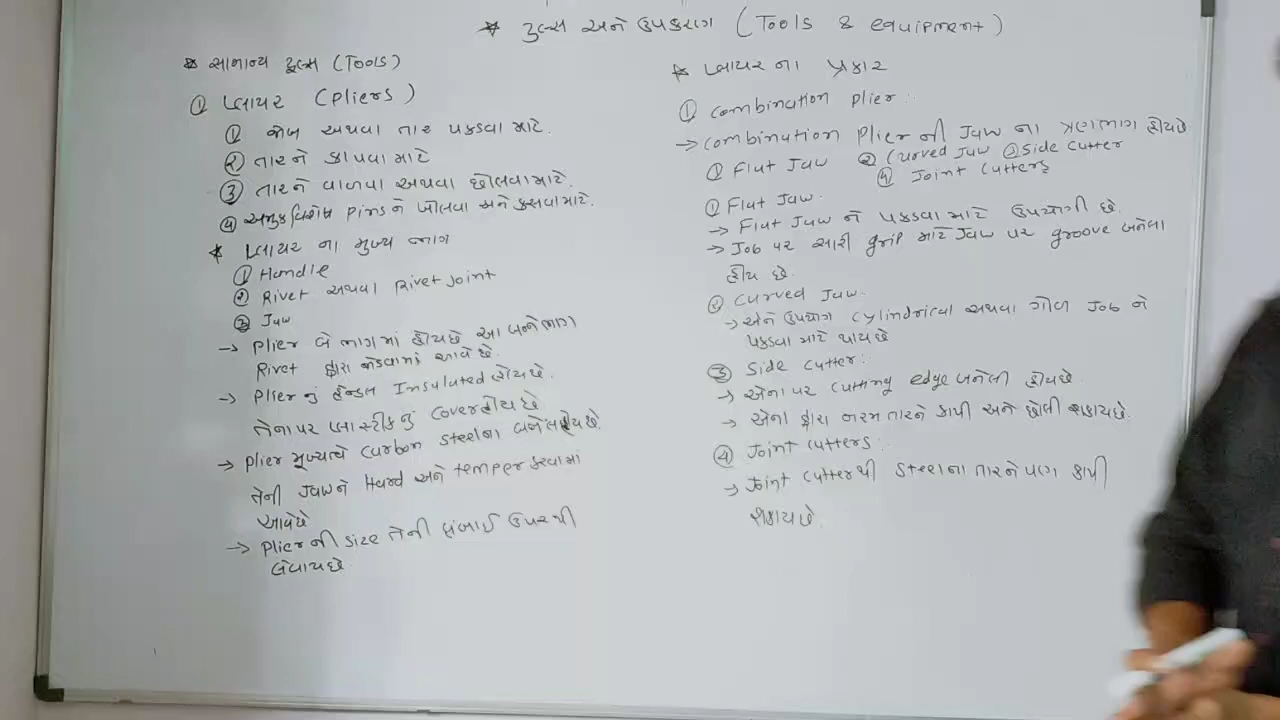 * ટુલ્સ અને ઉપકરણ (Tools & equipment)
* સામાન્ય ટુલ્સ (Tools)
① પ્લાયર (Pliers)
① જોબ અથવા તાર પકડવા માટે.
② તારને કાપવા માટે
③ તારને વાળવા અથવા છોલવા માટે.
④ અમુક વિશેષ Pins ને ખોલવા અને કસવા માટે.
* પ્લાયર ના મુખ્ય ભાગ
① Handle
② Rivet અથવા Rivet Joint
③ Jaw
→ Plier બે ભાગ માં હોય છે આ બન્ને ભાગ
Rivet દ્વારા જોડવામાં આવે છે.
→ Plier નું હેન્ડલ Insulated હોય છે.
તેના પર પ્લાસ્ટીકનું Cover હોય છે
→ Plier મુખ્યત્વે Carbon Steel ના બનેલા હોય છે.
તેની Jaw ને Hard અને temper કરવામાં
આવે છે
→ Plier ની Size તેની લંબાઈ ઉપરથી
લેવાય છે.
* પ્લાયર ના પ્રકાર
① Combination Plier:
→ Combination Plier ની Jaw ના ત્રણ ભાગ હોય છે
① Flat Jaw ② Curved Jaw ③ Side Cutter
④ Joint Cutters
① Flat Jaw.
→ Flat Jaw ને પકડવા માટે ઉપયોગી છે.
→ Job પર સારી grip માટે Jaw પર groove બનેલા
હોય છે.
② Curved Jaw.
→ એનો ઉપયોગ Cylindrical અથવા ગોળ Job ને
પકડવા માટે થાય છે
③ Side Cutter:
→ એના પર Cutting edge બનેલી હોય છે.
→ એના દ્વારા નરમ તારને કાપી અને છોલી શકાય છે.
④ Joint Cutters:
→ Joint Cutter થી Steel ના તારને પણ કાપી
શકાય છે.